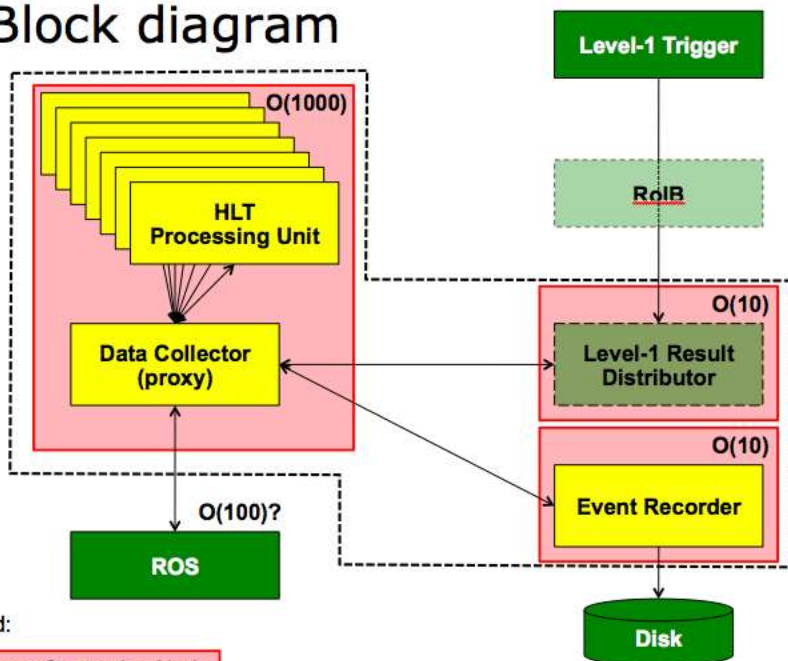 Block diagram
Level-1 Trigger
O(1000)
HLT
Processing Unit
RoIB
O(10)
Data Collector
(proxy)
Level-1 Result
Distributor
O(10)
Event Recorder
O(100)?
ROS
Disk
d: